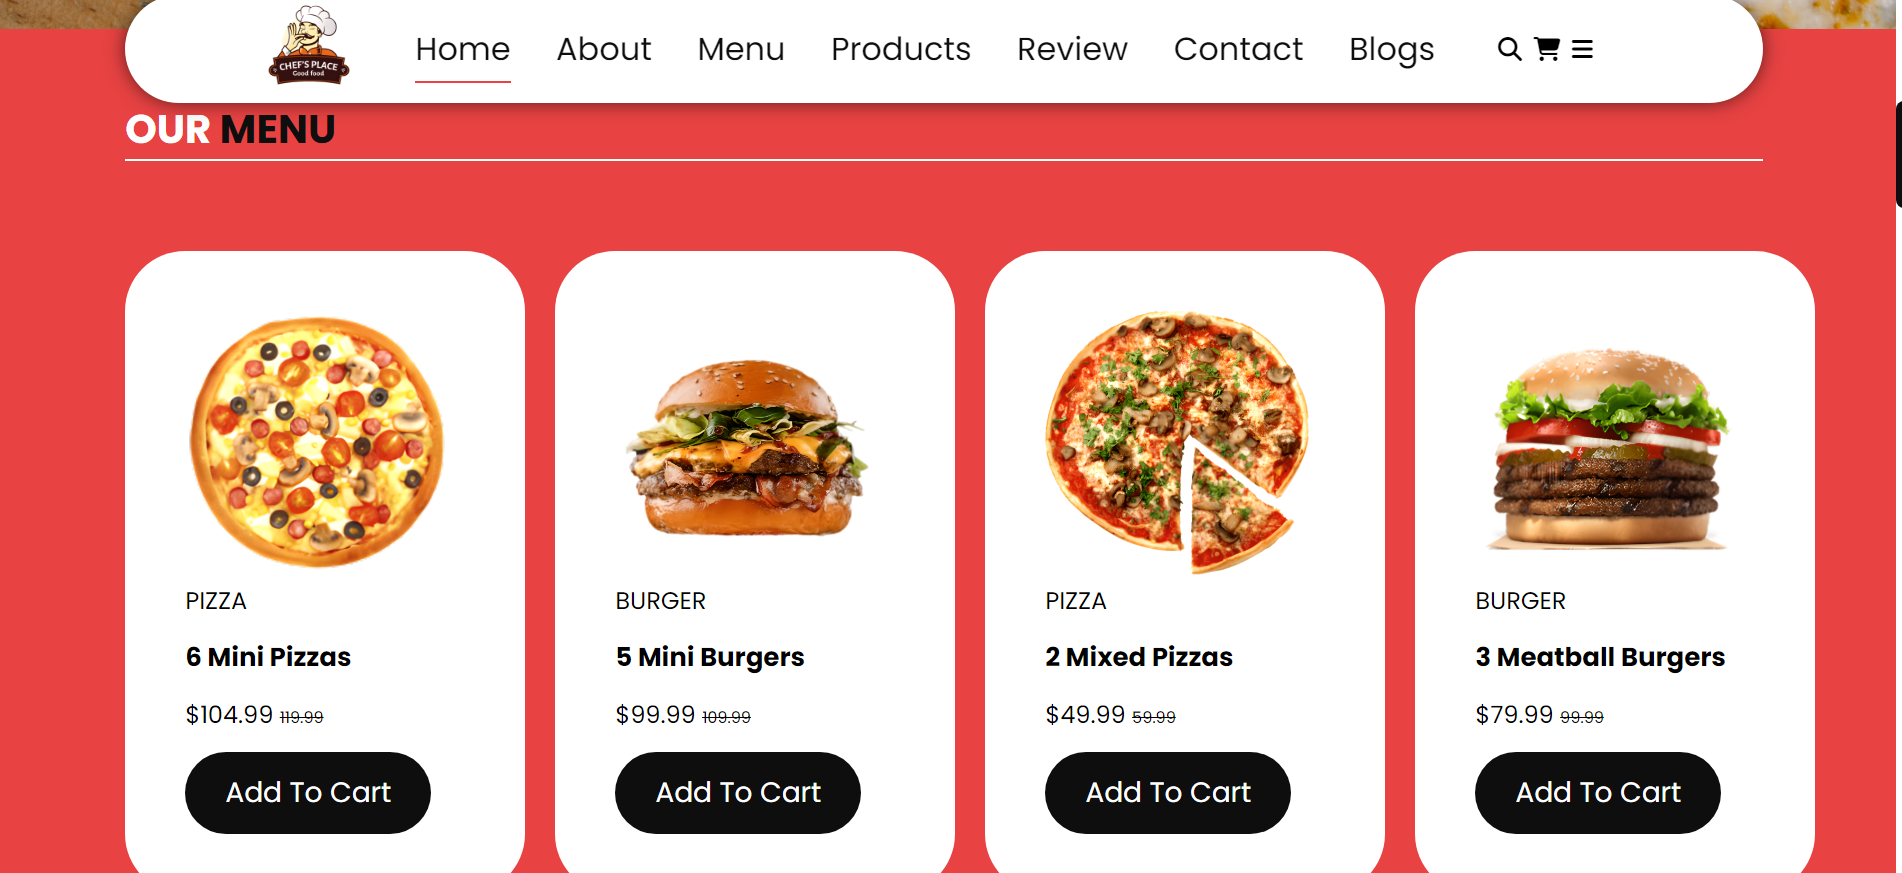 CHEF'S PLACE
Good food
Home About Menu Products Review Contact Blogs
OUR MENU
PIZZA
6 Mini Pizzas
$104.99 119.99
Add To Cart
BURGER
5 Mini Burgers
$99.99 109.99
Add To Cart
PIZZA
2 Mixed Pizzas
$49.99 59.99
Add To Cart
BURGER
3 Meatball Burgers
$79.99 99.99
Add To Cart